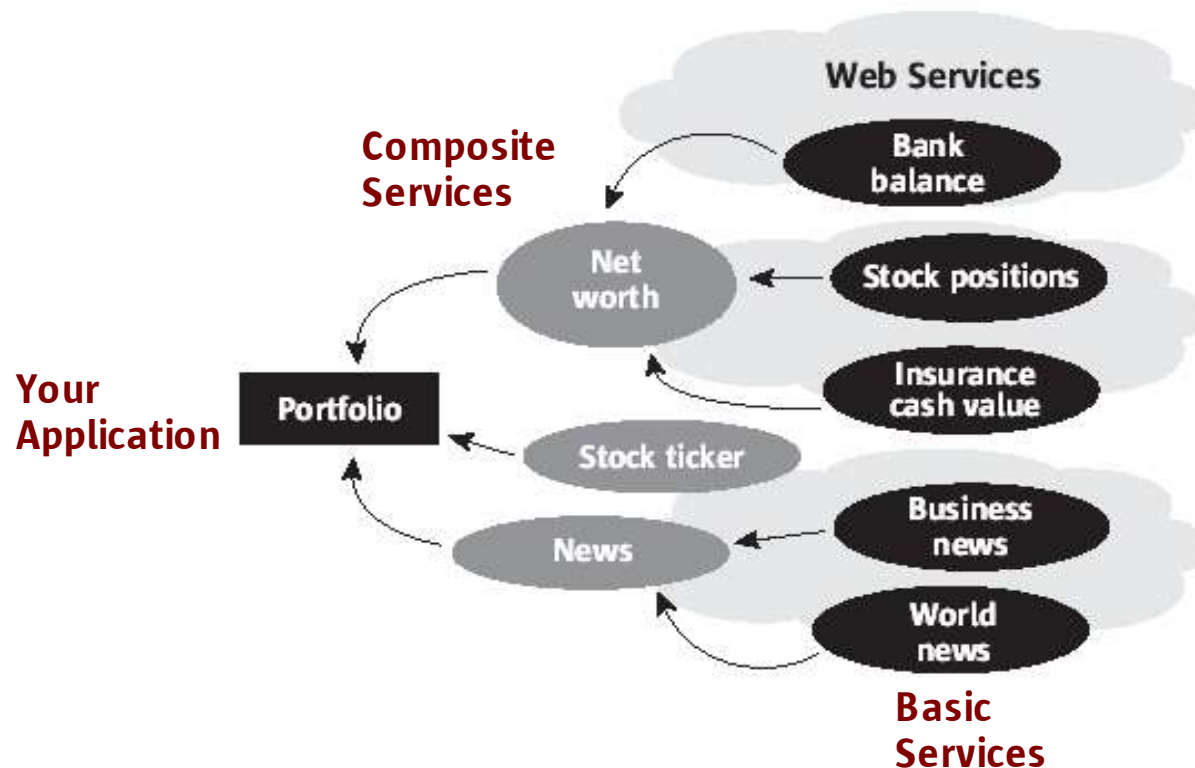 Web Services
Composite
Services
Bank
balance
Net
worth
Stock positions
Your
Application
Portfolio
Insurance
cash value
Stock ticker
News
Business
news
World
news
Basic
Services